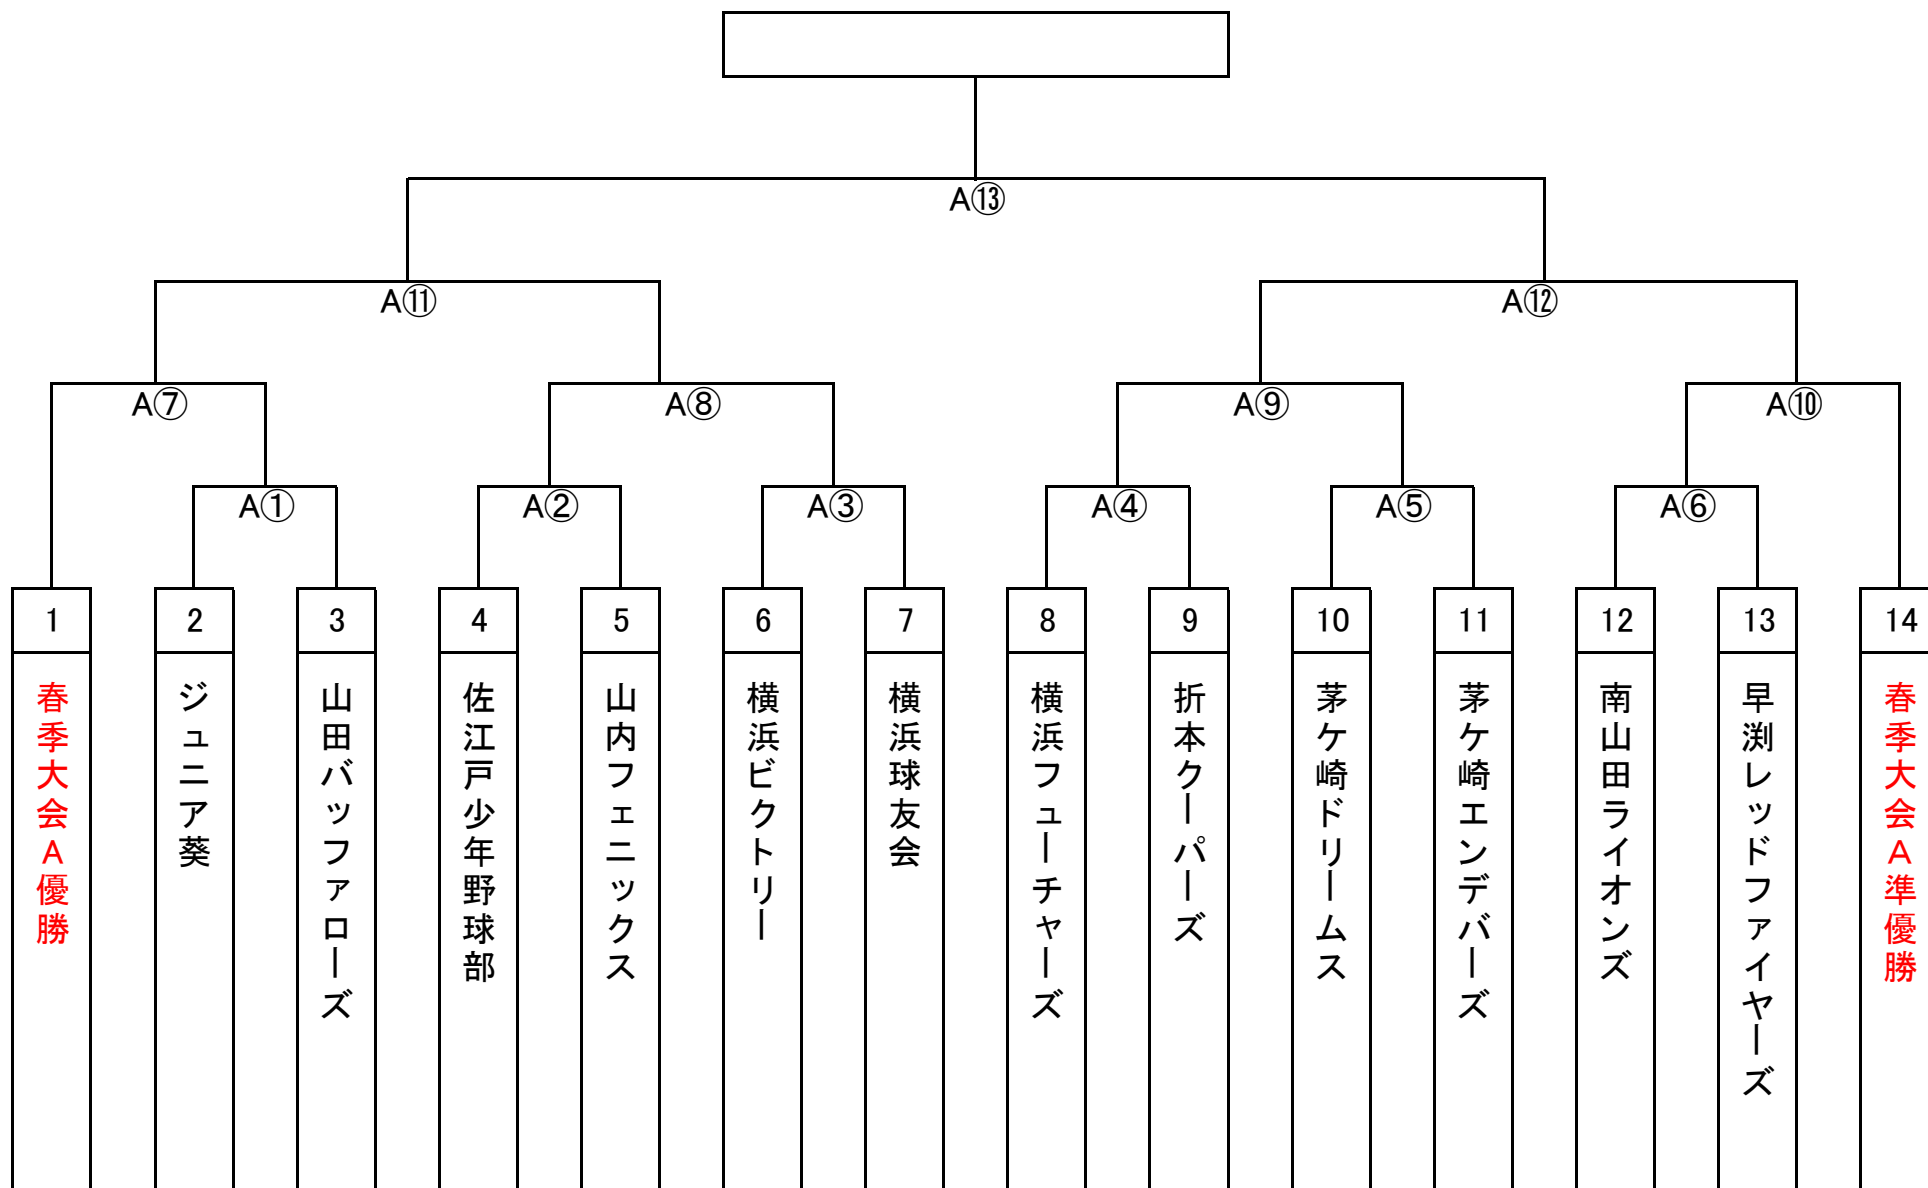 A⑬
A⑪
A⑫
A⑦
A⑧
A⑨
A⑩
A①
A②
A③
A④
A⑤
A⑥
1
2
3
4
5
6
7
8
9
10
11
12
13
14
春季大会A優勝
ジュニア葵
山田バッファローズ
佐江戸少年野球部
山内フェニックス
横浜ビクトリー
横浜球友会
横浜フューチャーズ
折本クーパーズ
茅ケ崎ドリームス
茅ケ崎エンデバーズ
南山田ライオンズ
早渕レッドファイヤーズ
春季大会A準優勝